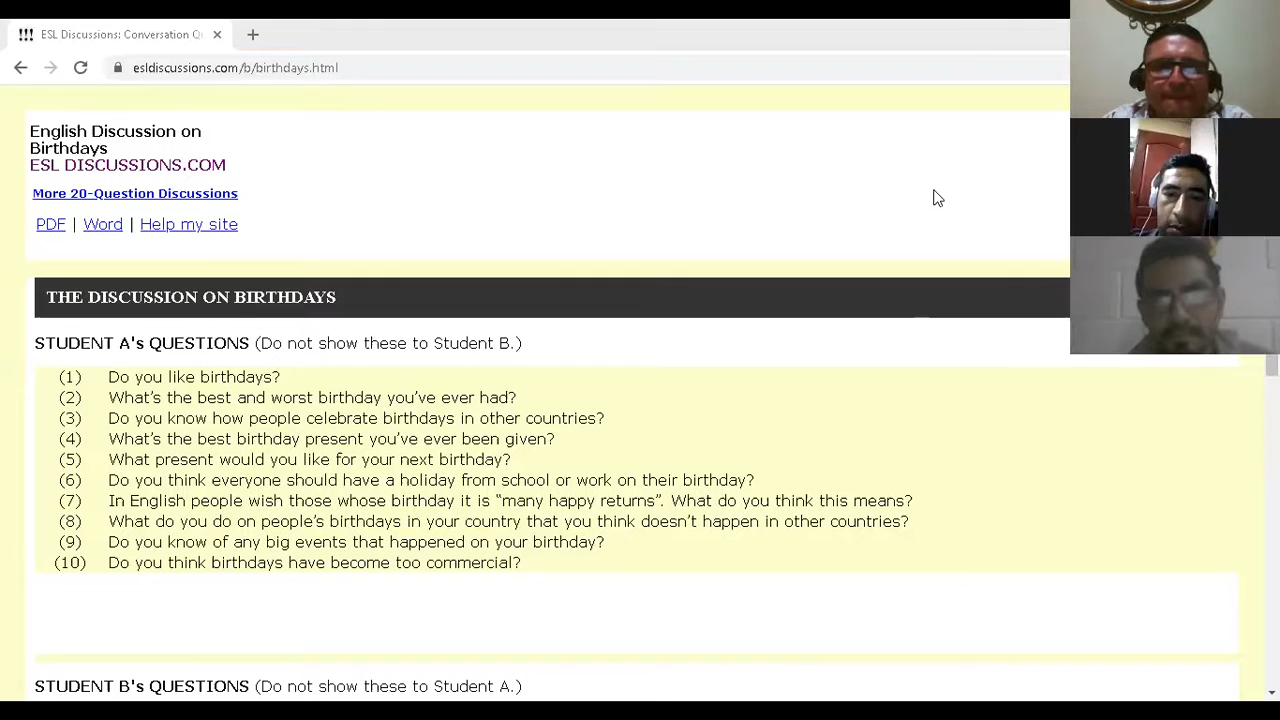 ESL Discussions: Conversation Q
esldiscussions.com/b/birthdays.html
English Discussion on
Birthdays
ESL DISCUSSIONS.COM
More 20-Question Discussions
PDF | Word | Help my site
THE DISCUSSION ON BIRTHDAYS
STUDENT A's QUESTIONS (Do not show these to Student B.)
(1) Do you like birthdays?
(2) What’s the best and worst birthday you’ve ever had?
(3) Do you know how people celebrate birthdays in other countries?
(4) What’s the best birthday present you’ve ever been given?
(5) What present would you like for your next birthday?
(6) Do you think everyone should have a holiday from school or work on their birthday?
(7) In English people wish those whose birthday it is “many happy returns”. What do you think this means?
(8) What do you do on people’s birthdays in your country that you think doesn’t happen in other countries?
(9) Do you know of any big events that happened on your birthday?
(10) Do you think birthdays have become too commercial?
STUDENT B's QUESTIONS (Do not show these to Student A.)